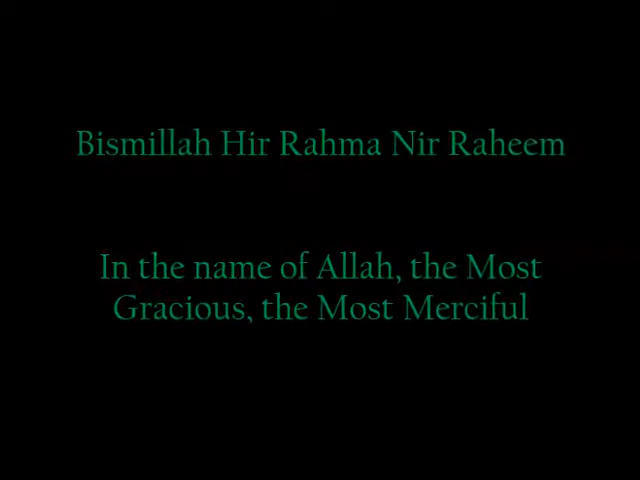 Bismillah Hir Rahma Nir Raheem
In the name of Allah, the Most
Gracious, the Most Merciful